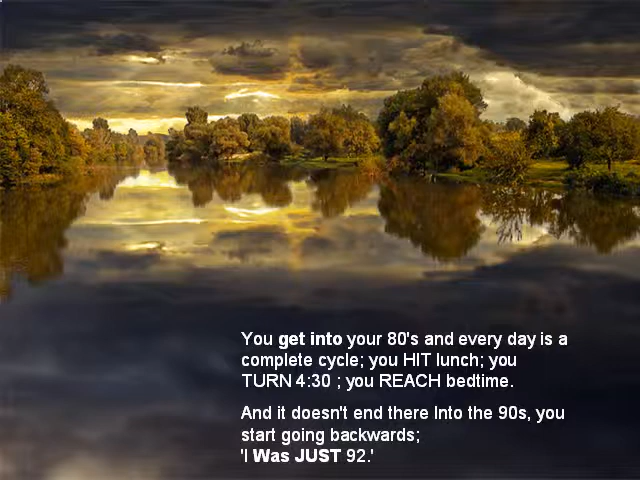 You get into your 80's and every day is a
complete cycle; you HIT lunch; you
TURN 4:30 ; you REACH bedtime.
And it doesn't end there Into the 90s, you
start going backwards;
'I Was JUST 92.'